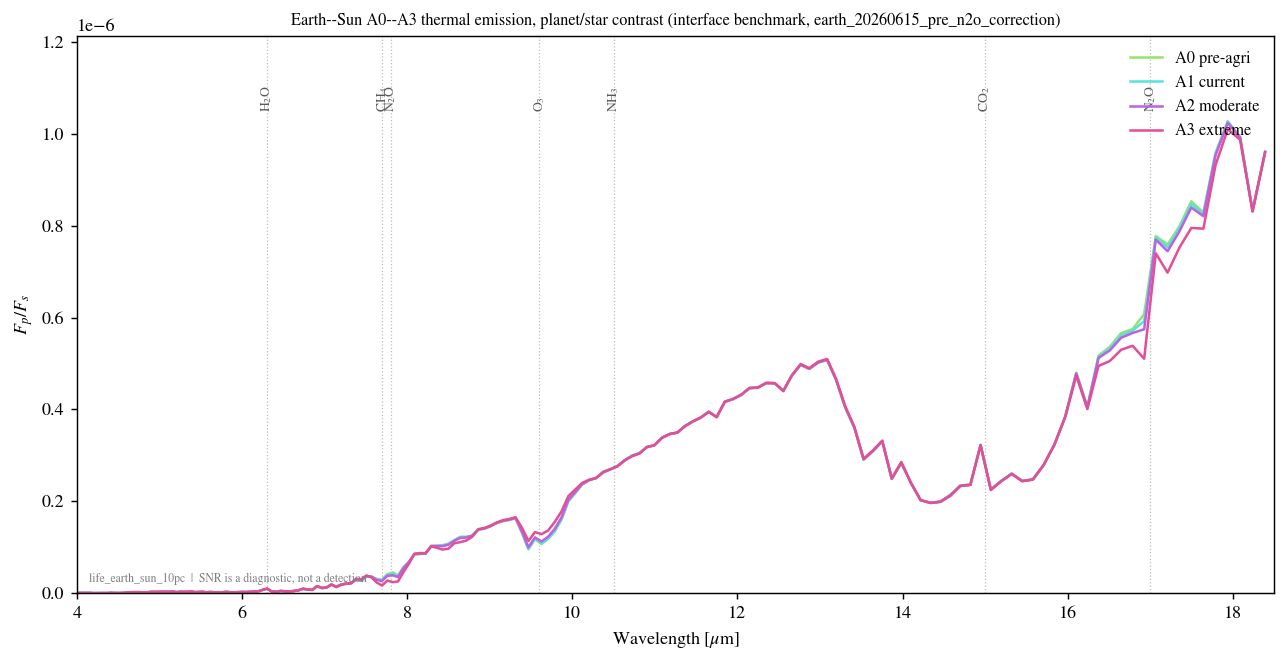 Earth--Sun A0--A3 thermal emission, planet/star contrast (interface benchmark, earth_20260615_pre_n2o_correction)
1e−6
1.2
1.0
0.8
0.6
0.4
0.2
0.0
F_p/F_s
H₂O
CH₄
N₂O
O₃
NH₃
CO₂
N₂O
A0 pre-agri
A1 current
A2 moderate
A3 extreme
life_earth_sun_10pc | SNR is a diagnostic, not a detection
4 6 8 10 12 14 16 18
Wavelength [μm]